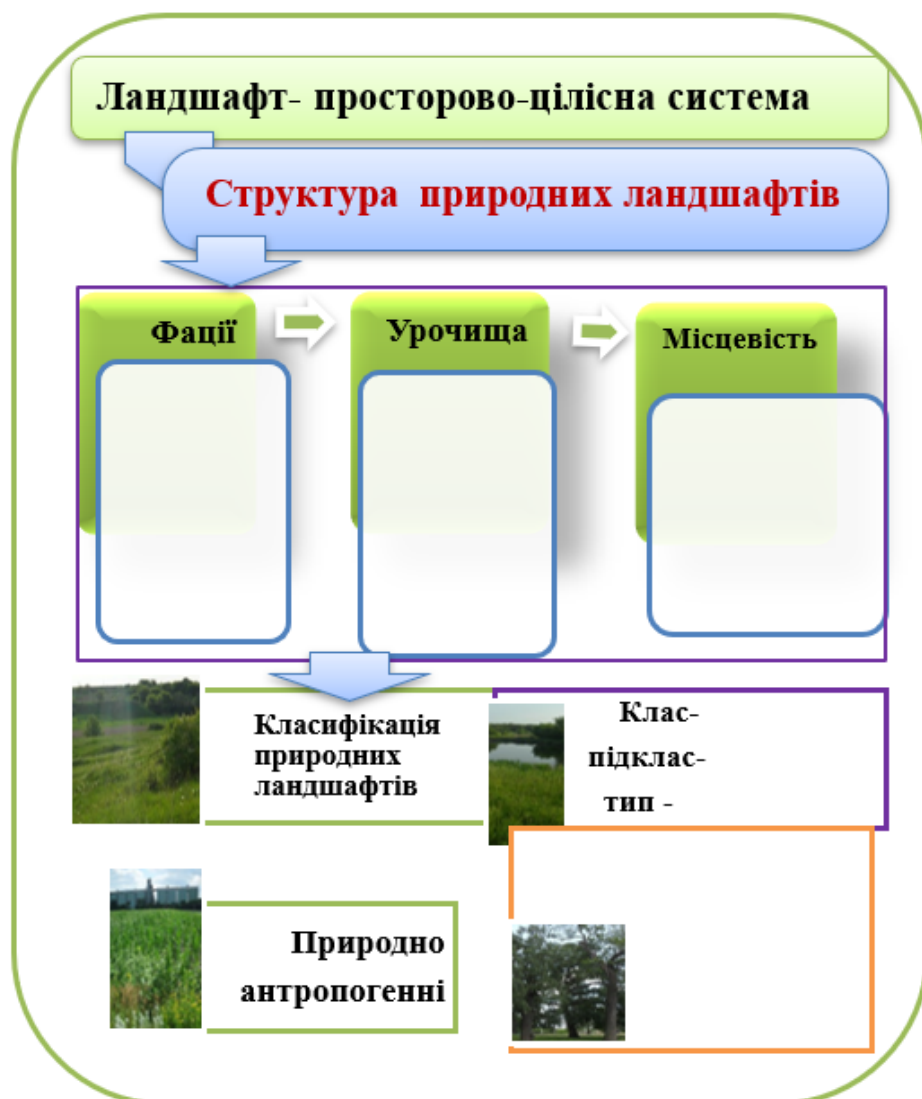 Ландшафт- просторово-цілісна система
Структура природних ландшафтів
Фації
Урочища
Місцевість
Класифікація
природних
ландшафтів
Клас-
підклас-
тип -
Природно
антропогенні